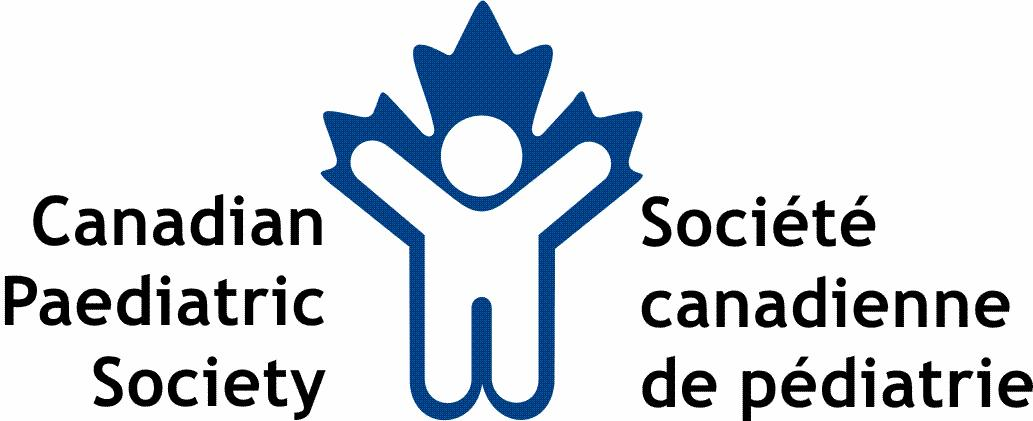 Canadian
Paediatric
Society
Société
canadienne
de pédiatrie